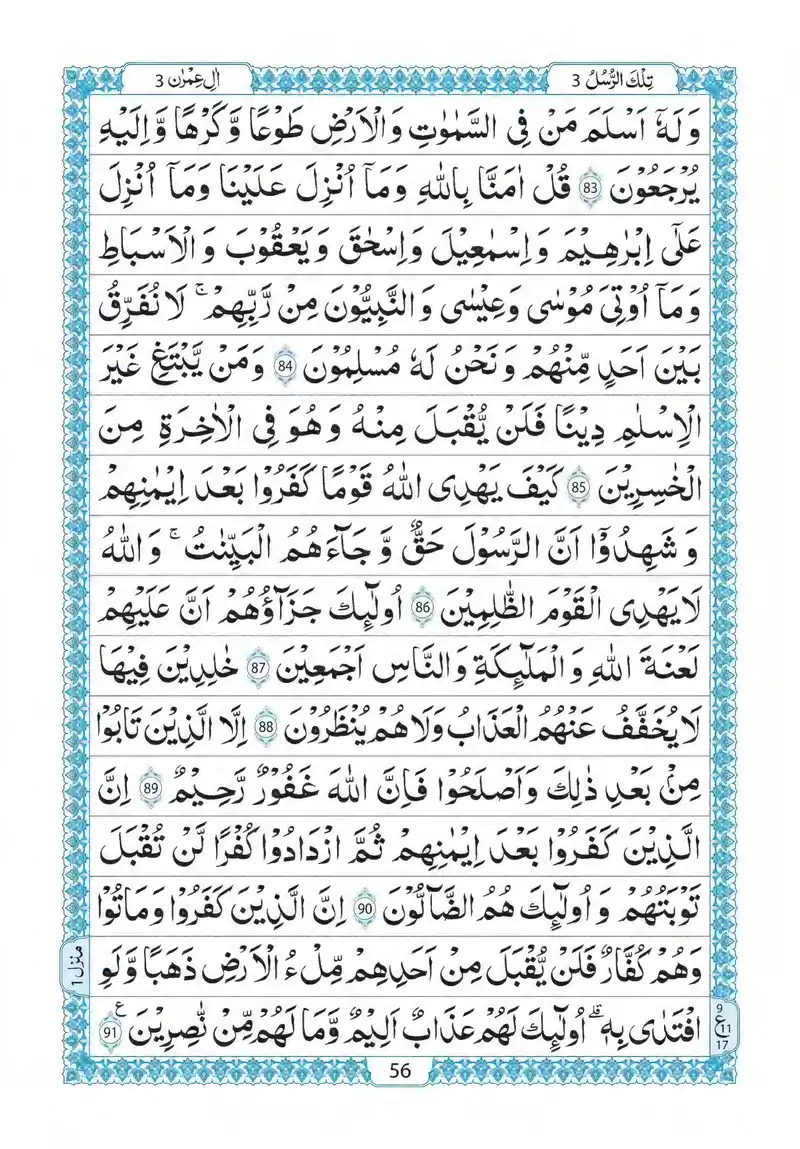 تِلْكَ الرُّسُلُ 3
اٰلِ عِمْرٰن 3
وَلَهٗۤ اَسْلَمَ مَنْ فِى السَّمٰوٰتِ وَالْاَرْضِ طَوْعًا وَّكَرْهًا وَّاِلَيْهِ
يُرْجَعُوْنَ 83 قُلْ اٰمَنَّا بِاللّٰهِ وَمَاۤ اُنْزِلَ عَلَيْنَا وَمَاۤ اُنْزِلَ
عَلٰٓى اِبْرٰهِيْمَ وَاِسْمٰعِيْلَ وَاِسْحٰقَ وَيَعْقُوْبَ وَالْاَسْبَاطِ
وَمَاۤ اُوْتِىَ مُوْسٰى وَعِيْسٰى وَالنَّبِيُّوْنَ مِنْ رَّبِّهِمْ ۚ لَا نُفَرِّقُ
بَيْنَ اَحَدٍ مِّنْهُمْ وَنَحْنُ لَهٗ مُسْلِمُوْنَ 84 وَمَنْ يَّبْتَغِ غَيْرَ
الْاِسْلٰمِ دِيْنًا فَلَنْ يُّقْبَلَ مِنْهُ وَهُوَ فِى الْاٰخِرَةِ مِنَ
الْخٰسِرِيْنَ 85 كَيْفَ يَهْدِى اللّٰهُ قَوْمًا كَفَرُوْا بَعْدَ اِيْمٰنِهِمْ
وَشَهِدُوْۤا اَنَّ الرَّسُوْلَ حَقٌّ وَّجَآءَهُمُ الْبَيِّنٰتُ ۚ وَاللّٰهُ
لَا يَهْدِى الْقَوْمَ الظّٰلِمِيْنَ 86 اُولٰٓئِكَ جَزَآؤُهُمْ اَنَّ عَلَيْهِمْ
لَعْنَةَ اللّٰهِ وَالْمَلٰٓئِكَةِ وَالنَّاسِ اَجْمَعِيْنَ 87 خٰلِدِيْنَ فِيْهَا
لَا يُخَفَّفُ عَنْهُمُ الْعَذَابُ وَلَا هُمْ يُنْظَرُوْنَ 88 اِلَّا الَّذِيْنَ تَابُوْا
مِنْۢ بَعْدِ ذٰلِكَ وَاَصْلَحُوْا فَاِنَّ اللّٰهَ غَفُوْرٌ رَّحِيْمٌ 89 اِنَّ
الَّذِيْنَ كَفَرُوْا بَعْدَ اِيْمٰنِهِمْ ثُمَّ ازْدَادُوْا كُفْرًا لَّنْ تُقْبَلَ
تَوْبَتُهُمْ وَاُولٰٓئِكَ هُمُ الضَّآلُّوْنَ 90 اِنَّ الَّذِيْنَ كَفَرُوْا وَمَاتُوْا
وَهُمْ كُفَّارٌ فَلَنْ يُّقْبَلَ مِنْ اَحَدِهِمْ مِّلْءُ الْاَرْضِ ذَهَبًا وَّلَوِ
افْتَدٰى بِهٖ ؕ اُولٰٓئِكَ لَهُمْ عَذَابٌ اَلِيْمٌ وَّمَا لَهُمْ مِّنْ نّٰصِرِيْنَ ع 91
منزل 1
9
ع 11
17
56